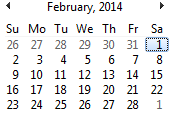 February, 2014
Su Mo Tu We Th Fr Sa
26 27 28 29 30 31 1
2 3 4 5 6 7 8
9 10 11 12 13 14 15
16 17 18 19 20 21 22
23 24 25 26 27 28 1